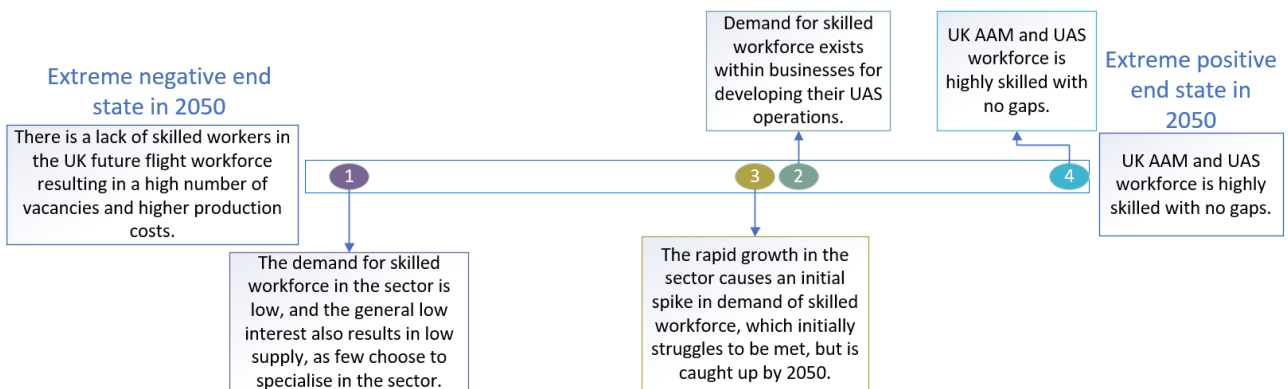 Extreme negative end
state in 2050
There is a lack of skilled workers in
the UK future flight workforce
resulting in a high number of
vacancies and higher production
costs.
Demand for skilled
workforce exists
within businesses for
developing their UAS
operations.
UK AAM and UAS
workforce is
highly skilled with
no gaps.
Extreme positive
end state in
2050
UK AAM and UAS
workforce is highly
skilled with no gaps.
1
3
2
4
The demand for skilled
workforce in the sector is
low, and the general low
interest also results in low
supply, as few choose to
specialise in the sector.
The rapid growth in the
sector causes an initial
spike in demand of skilled
workforce, which initially
struggles to be met, but is
caught up by 2050.